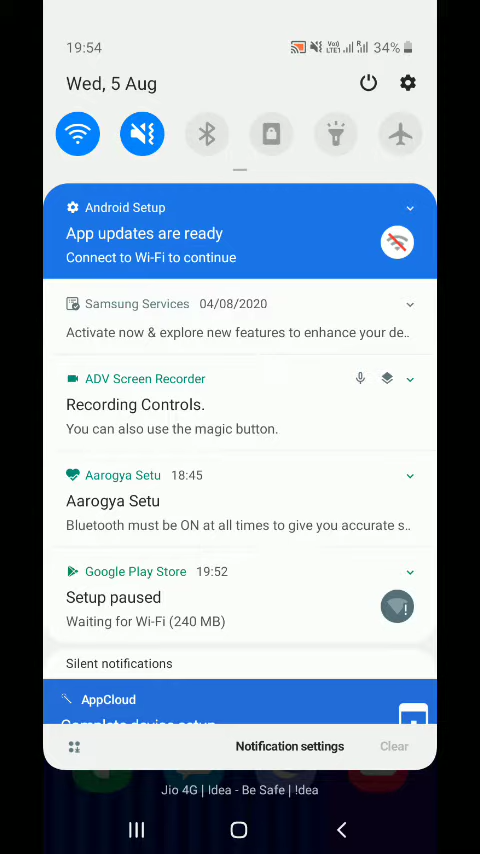 19:54 34%
Wed, 5 Aug
Android Setup
App updates are ready
Connect to Wi-Fi to continue
Samsung Services 04/08/2020
Activate now & explore new features to enhance your de..
ADV Screen Recorder
Recording Controls.
You can also use the magic button.
Aarogya Setu 18:45
Aarogya Setu
Bluetooth must be ON at all times to give you accurate s..
Google Play Store 19:52
Setup paused
Waiting for Wi-Fi (240 MB)
Silent notifications
AppCloud
Complete device setup
Notification settings Clear
Jio 4G | Idea - Be Safe | !dea